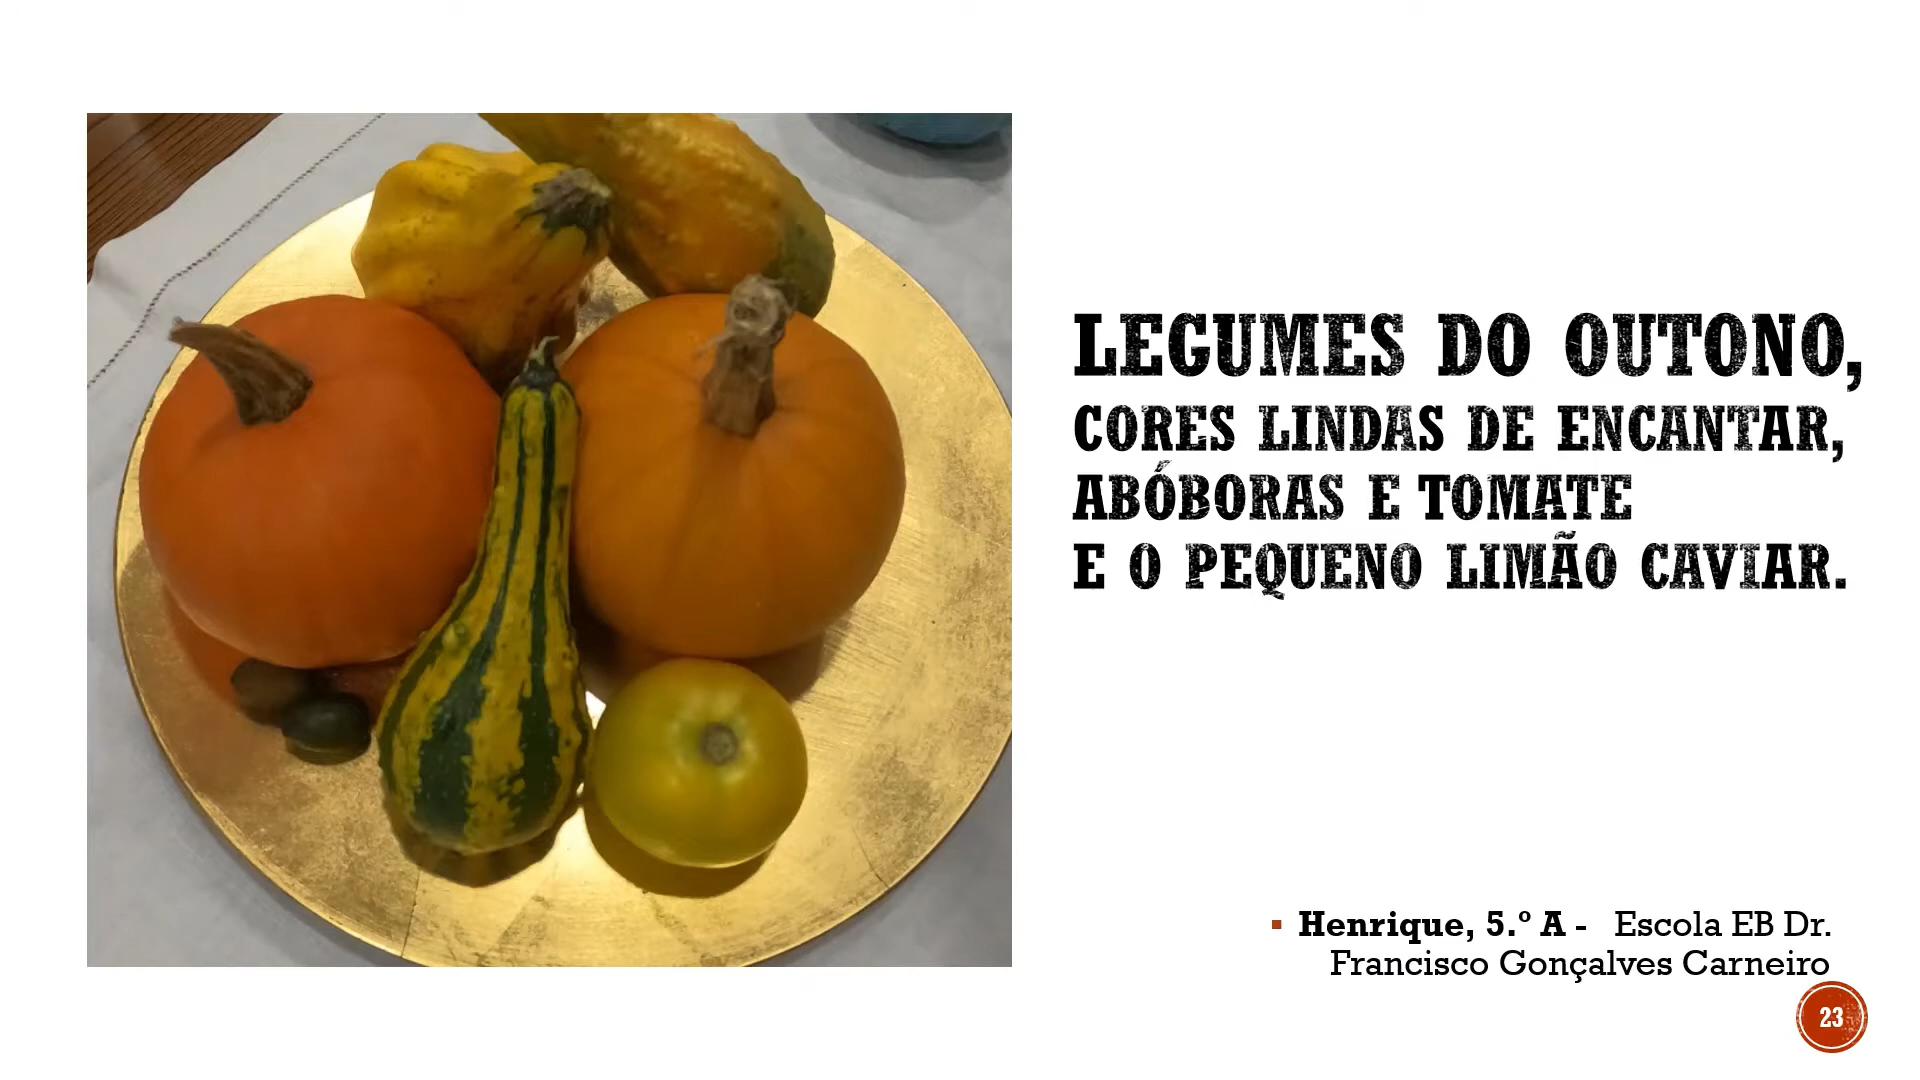 LEGUMES DO OUTONO,
CORES LINDAS DE ENCANTAR,
ABÓBORAS E TOMATE
E O PEQUENO LIMÃO CAVIAR.
▪ Henrique, 5.º A - Escola EB Dr.
Francisco Gonçalves Carneiro
23